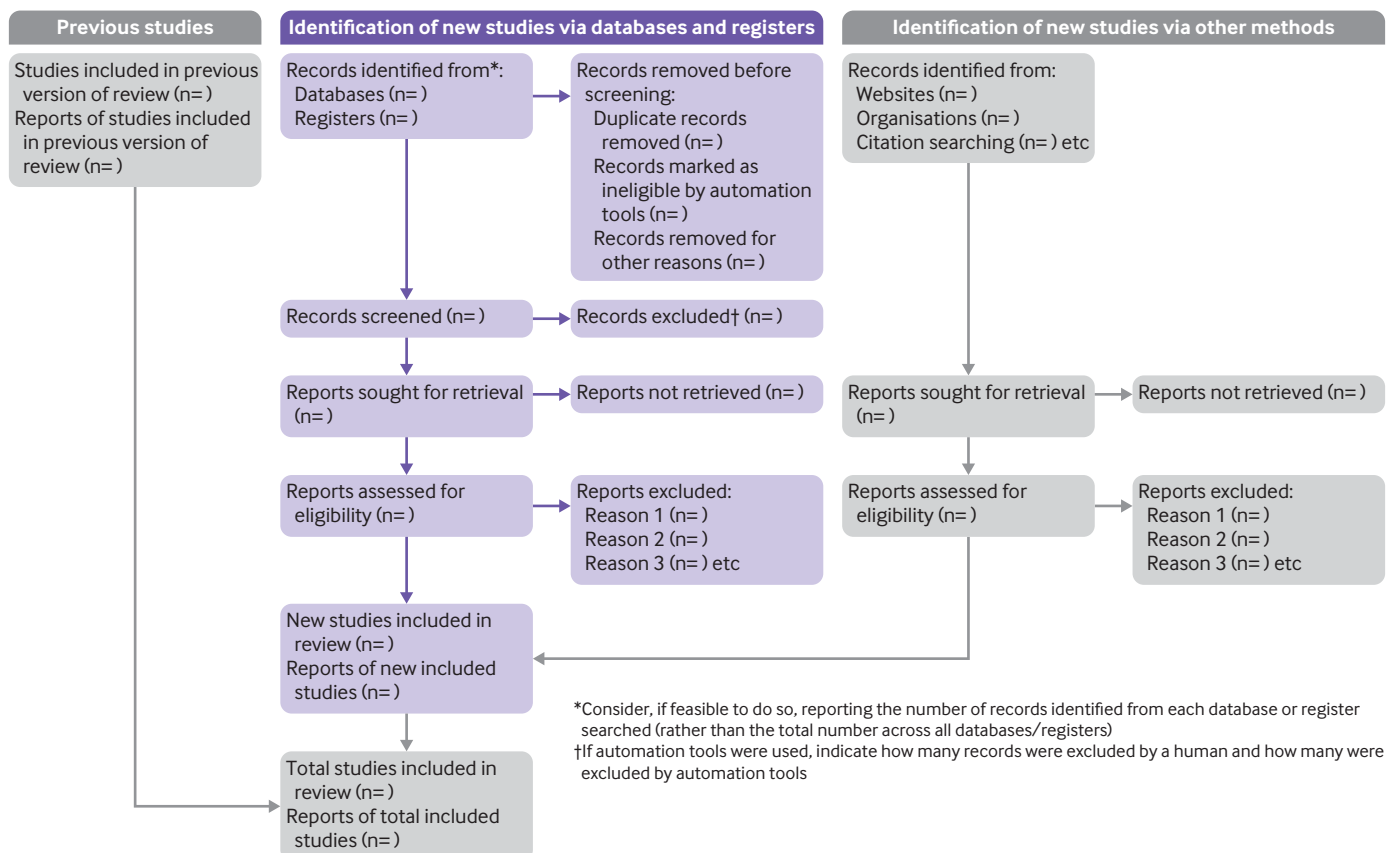 Previous studies
Studies included in previous
version of review (n= )
Reports of studies included
in previous version of
review (n= )
Identification of new studies via databases and registers
Records identified from*:
Databases (n= )
Registers (n= )
Records removed before
screening:
Duplicate records
removed (n= )
Records marked as
ineligible by automation
tools (n= )
Records removed for
other reasons (n= )
Records screened (n= )
Records excluded† (n= )
Reports sought for retrieval
(n= )
Reports not retrieved (n= )
Reports assessed for
eligibility (n= )
Reports excluded:
Reason 1 (n= )
Reason 2 (n= )
Reason 3 (n= ) etc
New studies included in
review (n= )
Reports of new included
studies (n= )
Identification of new studies via other methods
Records identified from:
Websites (n= )
Organisations (n= )
Citation searching (n= ) etc
Reports sought for retrieval
(n= )
Reports not retrieved (n= )
Reports assessed for
eligibility (n= )
Reports excluded:
Reason 1 (n= )
Reason 2 (n= )
Reason 3 (n= ) etc
Total studies included in
review (n= )
Reports of total included
studies (n= )
*Consider, if feasible to do so, reporting the number of records identified from each database or register
searched (rather than the total number across all databases/registers)
†If automation tools were used, indicate how many records were excluded by a human and how many were
excluded by automation tools